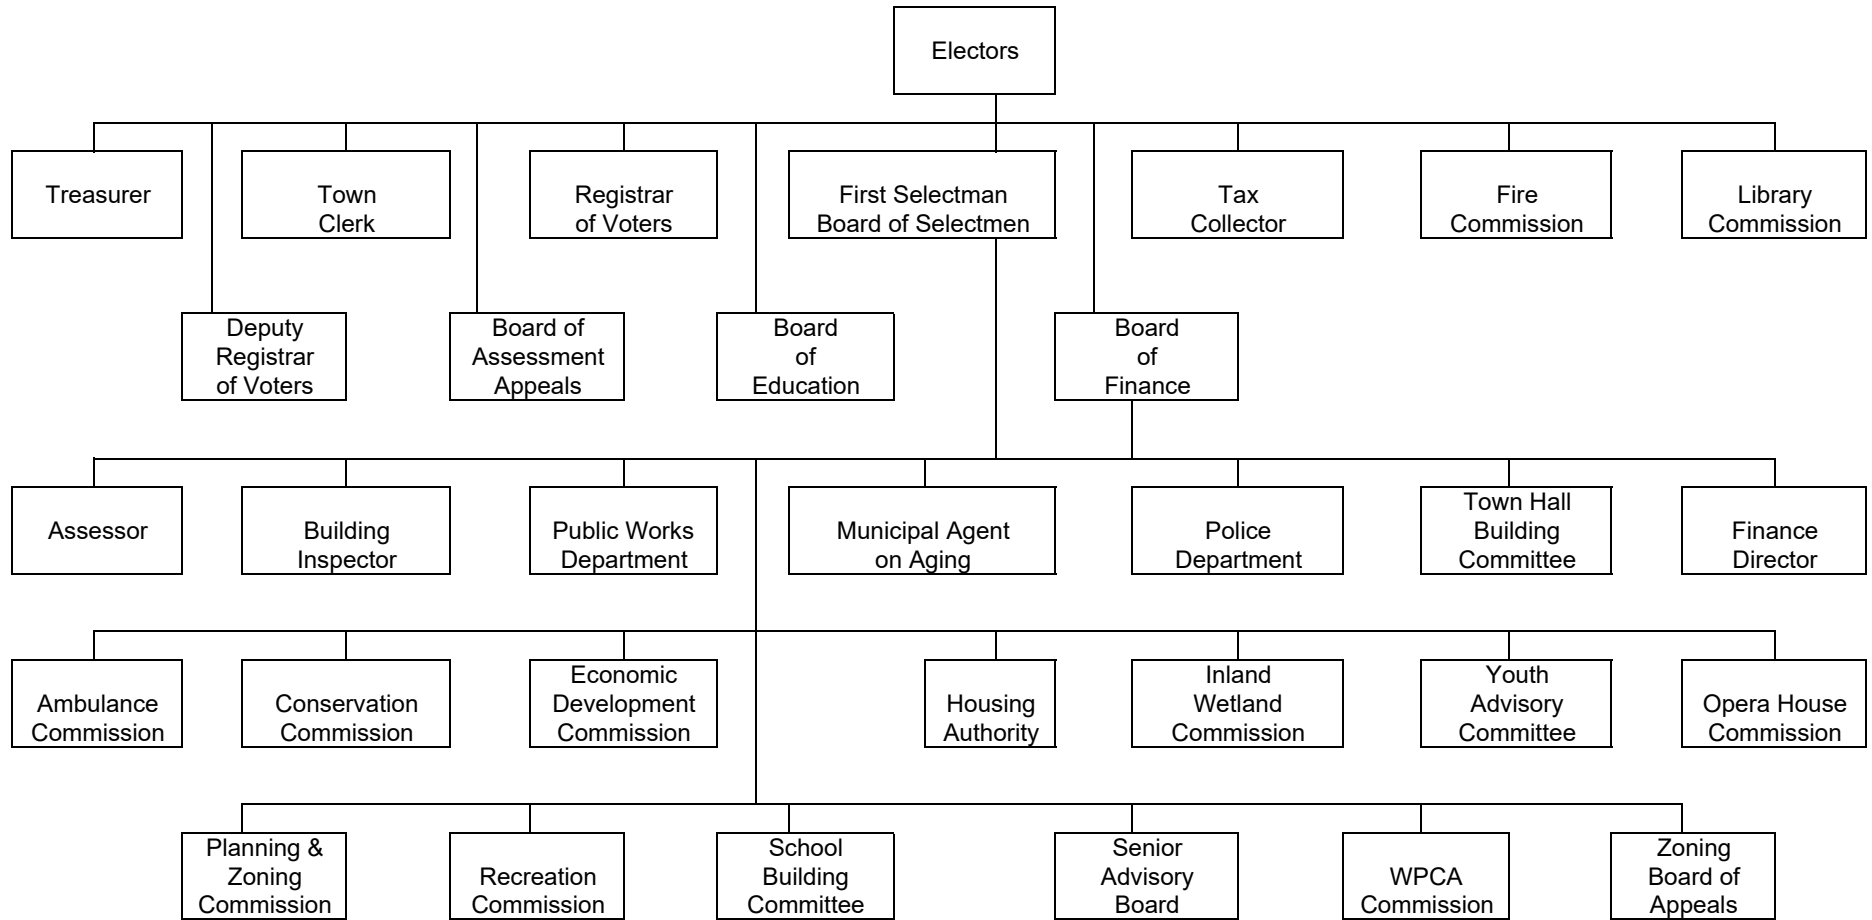 Electors
Treasurer
Town
Clerk
Registrar
of Voters
First Selectman
Board of Selectmen
Tax
Collector
Fire
Commission
Library
Commission
Deputy
Registrar
of Voters
Board of
Assessment
Appeals
Board
of
Education
Board
of
Finance
Assessor
Building
Inspector
Public Works
Department
Municipal Agent
on Aging
Police
Department
Town Hall
Building
Committee
Finance
Director
Ambulance
Commission
Conservation
Commission
Economic
Development
Commission
Housing
Authority
Inland
Wetland
Commission
Youth
Advisory
Committee
Opera House
Commission
Planning &
Zoning
Commission
Recreation
Commission
School
Building
Committee
Senior
Advisory
Board
WPCA
Commission
Zoning
Board of
Appeals